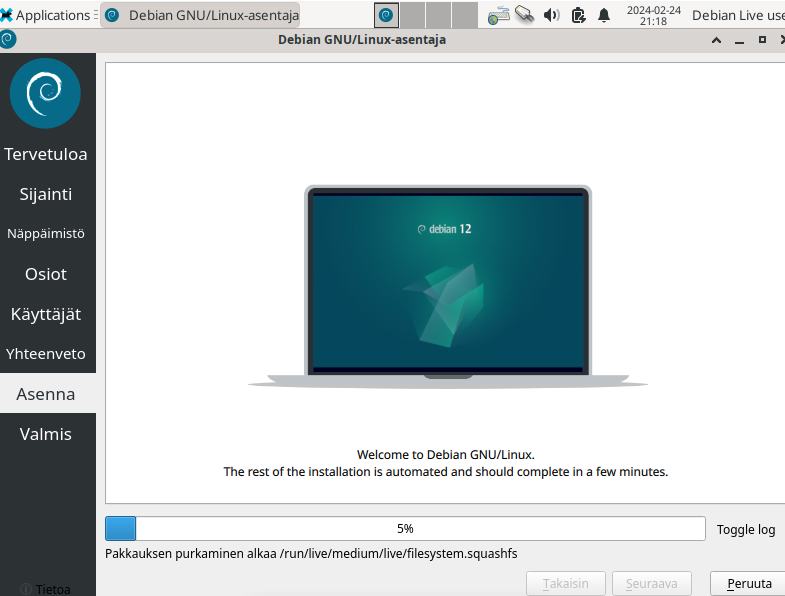 Applications
Debian GNU/Linux-asentaja
2024-02-24
21:18
Debian Live use
Debian GNU/Linux-asentaja
Tervetuloa
Sijainti
Näppäimistö
Osiot
Käyttäjät
Yhteenveto
Asenna
Valmis
Tietoa
debian 12
Welcome to Debian GNU/Linux.
The rest of the installation is automated and should complete in a few minutes.
5%
Toggle log
Pakkauksen purkaminen alkaa /run/live/medium/live/filesystem.squashfs
Takaisin
Seuraava
Peruuta